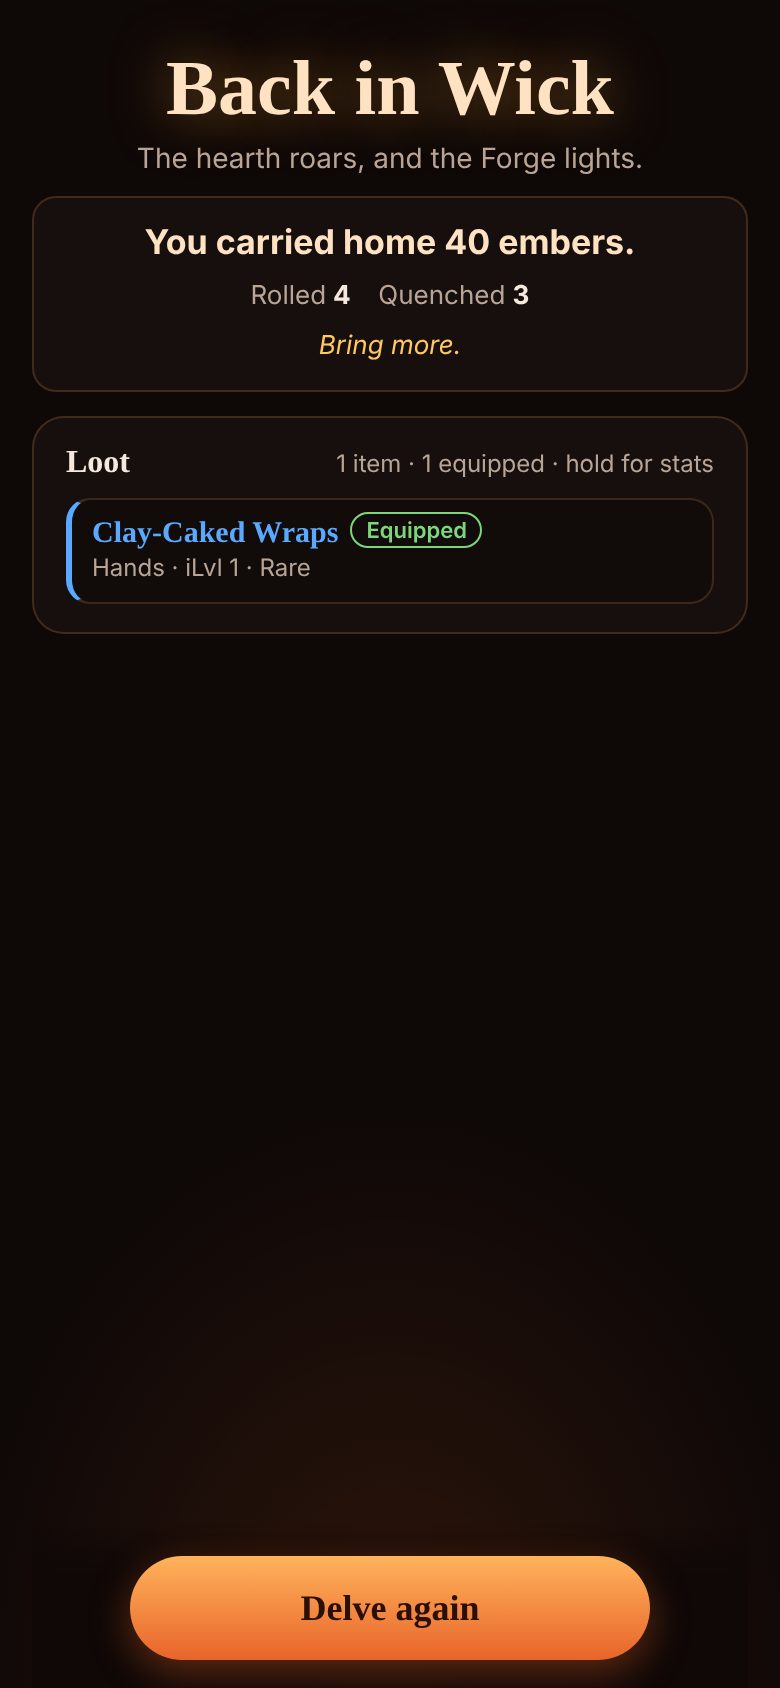 Back in Wick
The hearth roars, and the Forge lights.
You carried home 40 embers.
Rolled 4 Quenched 3
Bring more.
Loot 1 item · 1 equipped · hold for stats
Clay-Caked Wraps Equipped
Hands · iLvl 1 · Rare
Delve again